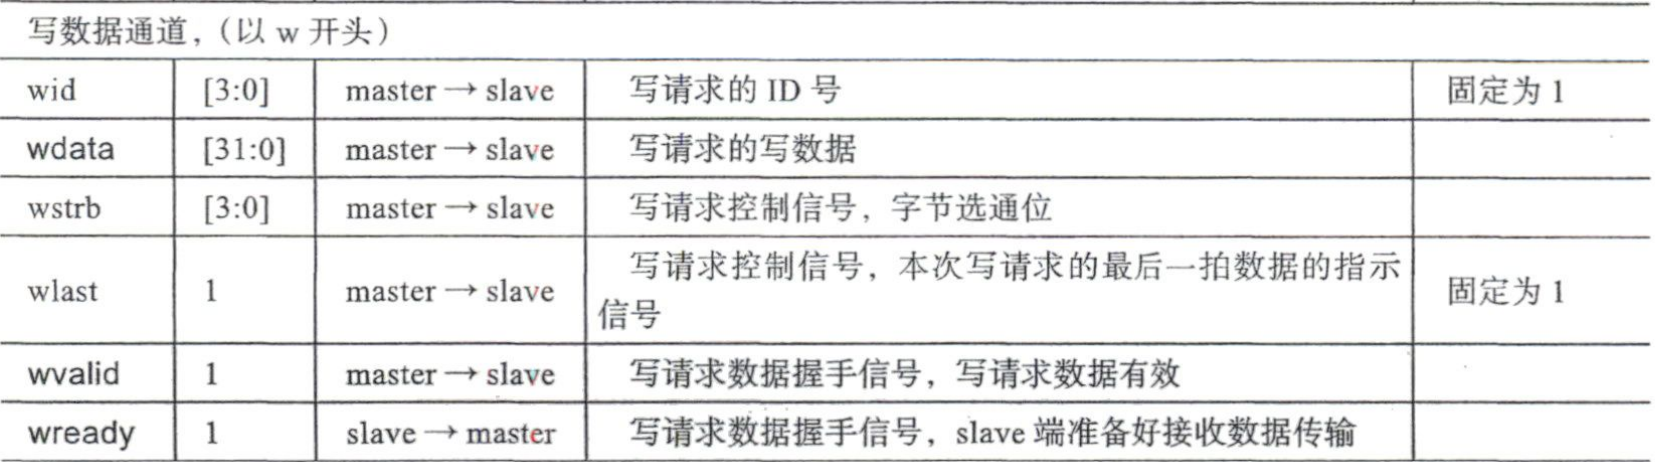 写数据通道，（以 w 开头）
wid [3:0] master → slave 写请求的 ID 号 固定为 1
wdata [31:0] master → slave 写请求的写数据
wstrb [3:0] master → slave 写请求控制信号，字节选通位
wlast 1 master → slave 写请求控制信号，本次写请求的最后一拍数据的指示
信号 固定为 1
wvalid 1 master → slave 写请求数据握手信号，写请求数据有效
wready 1 slave → master 写请求数据握手信号，slave 端准备好接收数据传输